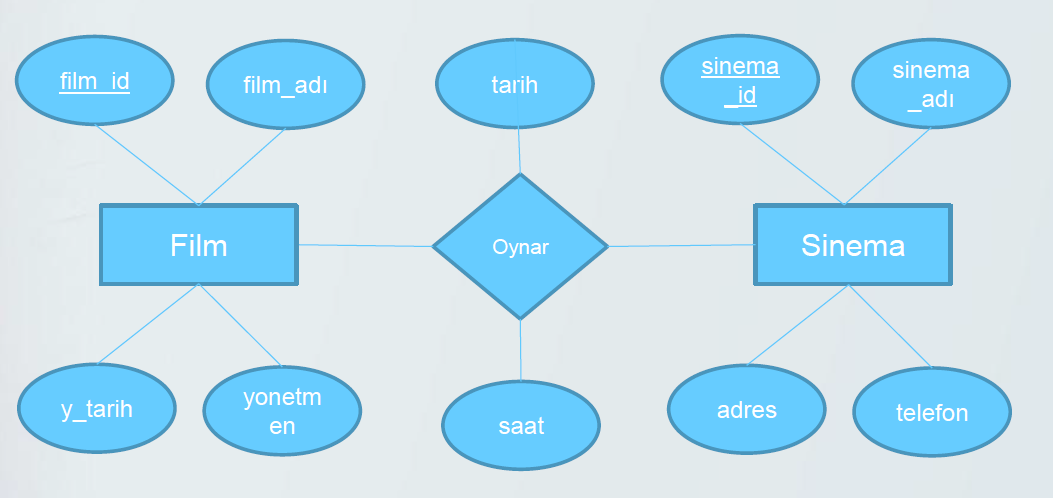 film_id
film_adı
tarih
sinema
_id
sinema
_adı
Film
Oynar
Sinema
y_tarih
yonetm
en
saat
adres
telefon